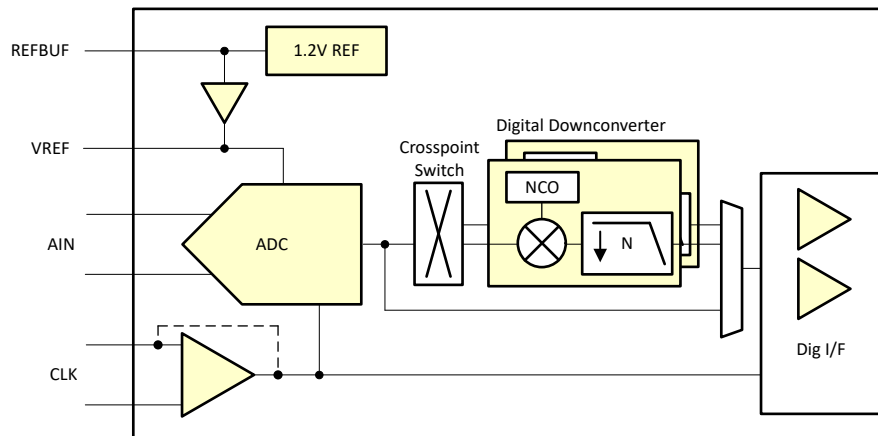 REFBUF
1.2V REF
VREF
Digital Downconverter
Crosspoint
Switch
NCO
AIN
ADC
N
Dig I/F
CLK